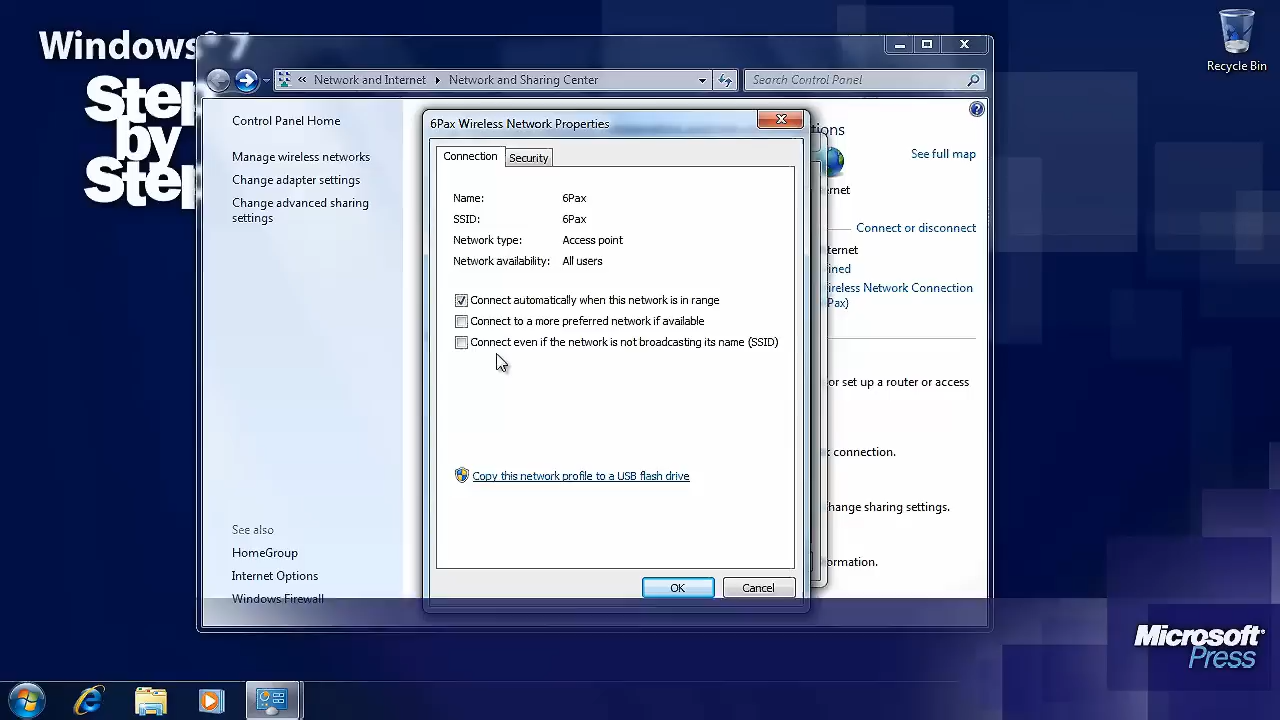 Windows® 7
Step
by
Step
Recycle Bin
« Network and Internet ▸ Network and Sharing Center
Search Control Panel
Control Panel Home
Manage wireless networks
Change adapter settings
Change advanced sharing
settings
See also
HomeGroup
Internet Options
Windows Firewall
6Pax Wireless Network Properties
Connection
Security
Name: 6Pax
SSID: 6Pax
Network type: Access point
Network availability: All users
Connect automatically when this network is in range
Connect to a more preferred network if available
Connect even if the network is not broadcasting its name (SSID)
Copy this network profile to a USB flash drive
OK
Cancel
tions
See full map
rnet
Connect or disconnect
ternet
ined
ireless Network Connection
Pax)
or set up a router or access
connection.
hange sharing settings.
ormation.
Microsoft®
Press